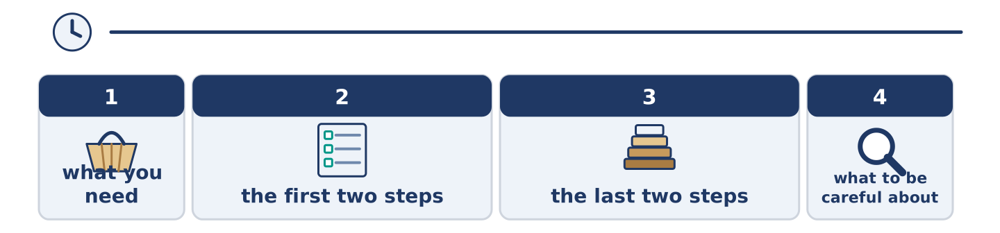 1
what you
need
2
the first two steps
3
the last two steps
4
what to be
careful about